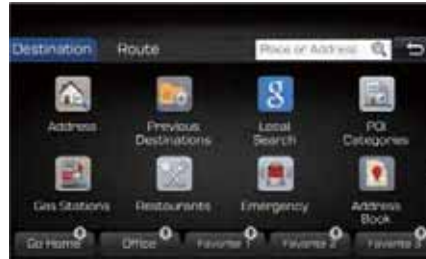 Destination
Route
Place or Address
Address
Previous
Destinations
Local
Search
POI
Categories
Gas Stations
Restaurants
Emergency
Address
Book
Go Home
Office
Favorite 1
Favorite 2
Favorite 3